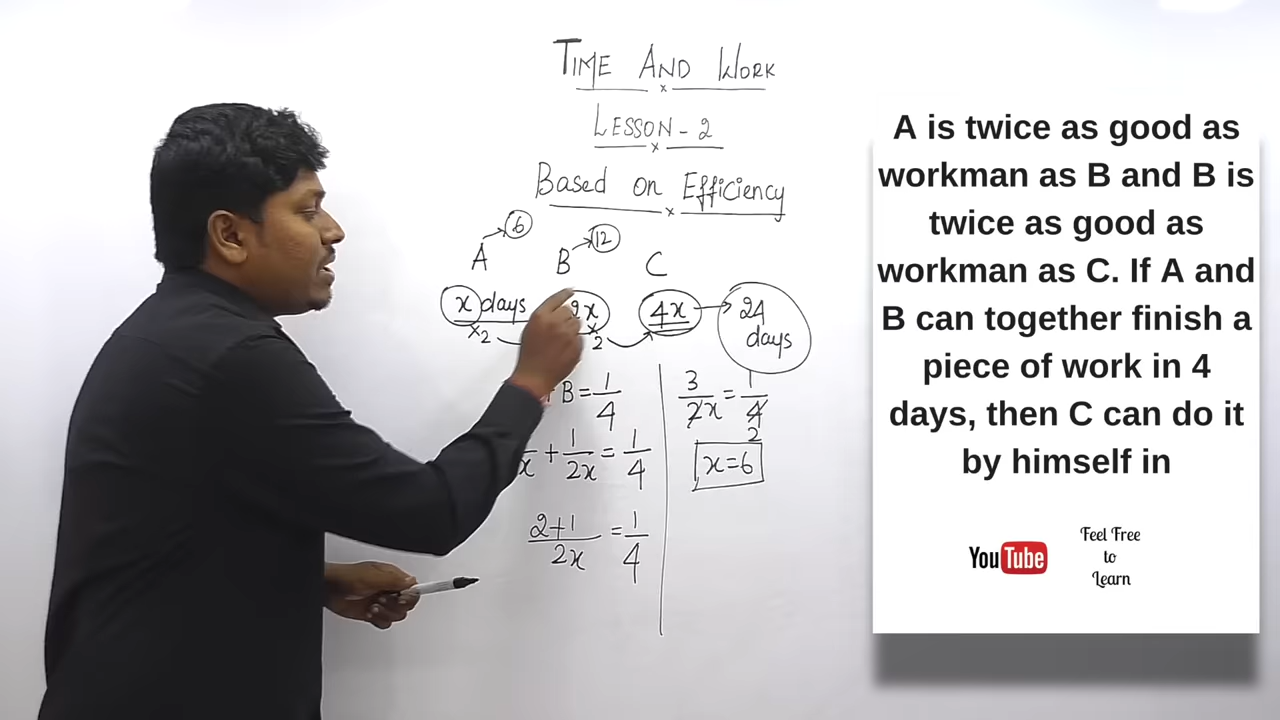 TIME AND WORK
LESSON - 2
Based on Efficiency
A → 6 B → 12 C
x days 2x 4x → 24 days
×2 ×2
+ B = 1/4
x + 1/2x = 1/4
2+1/2x = 1/4
3/2x = 1/4
2
x=6
A is twice as good as
workman as B and B is
twice as good as
workman as C. If A and
B can together finish a
piece of work in 4
days, then C can do it
by himself in
YouTube
Feel Free
to
Learn